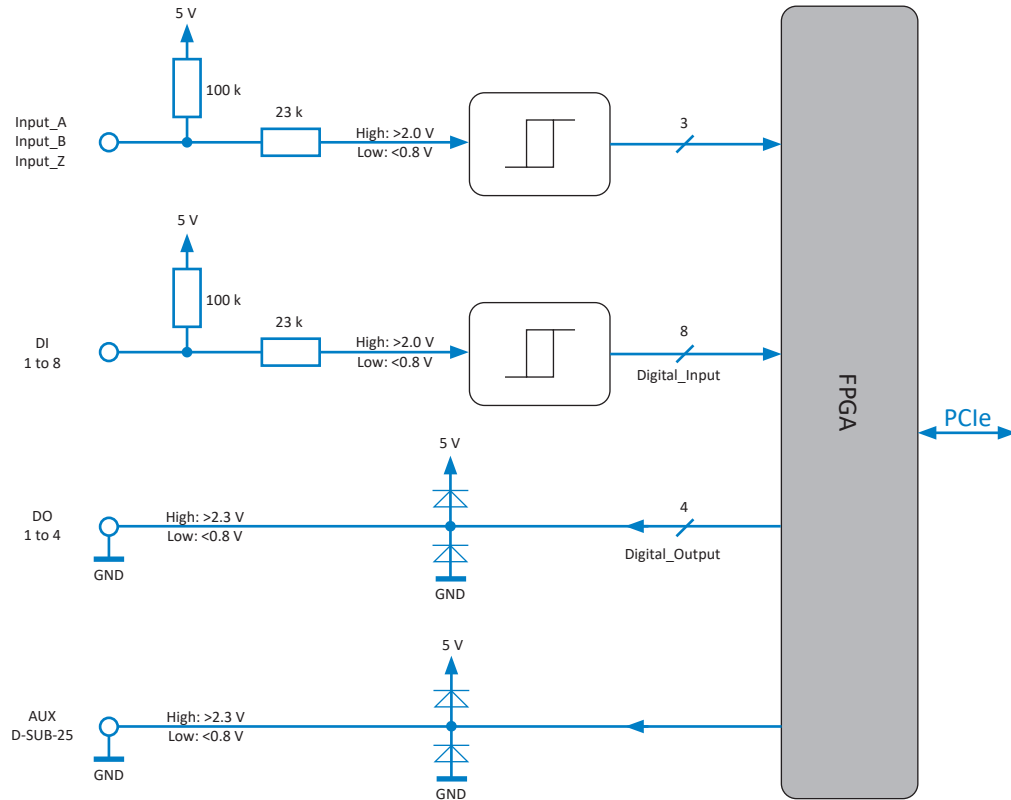 5 V
100 k
23 k
Input_A
Input_B
Input_Z
High: >2.0 V
Low: <0.8 V
3
5 V
100 k
23 k
DI
1 to 8
High: >2.0 V
Low: <0.8 V
8
Digital_Input
FPGA
PCIe
5 V
DO
1 to 4
High: >2.3 V
Low: <0.8 V
4
Digital_Output
GND
GND
5 V
AUX
D-SUB-25
High: >2.3 V
Low: <0.8 V
GND
GND